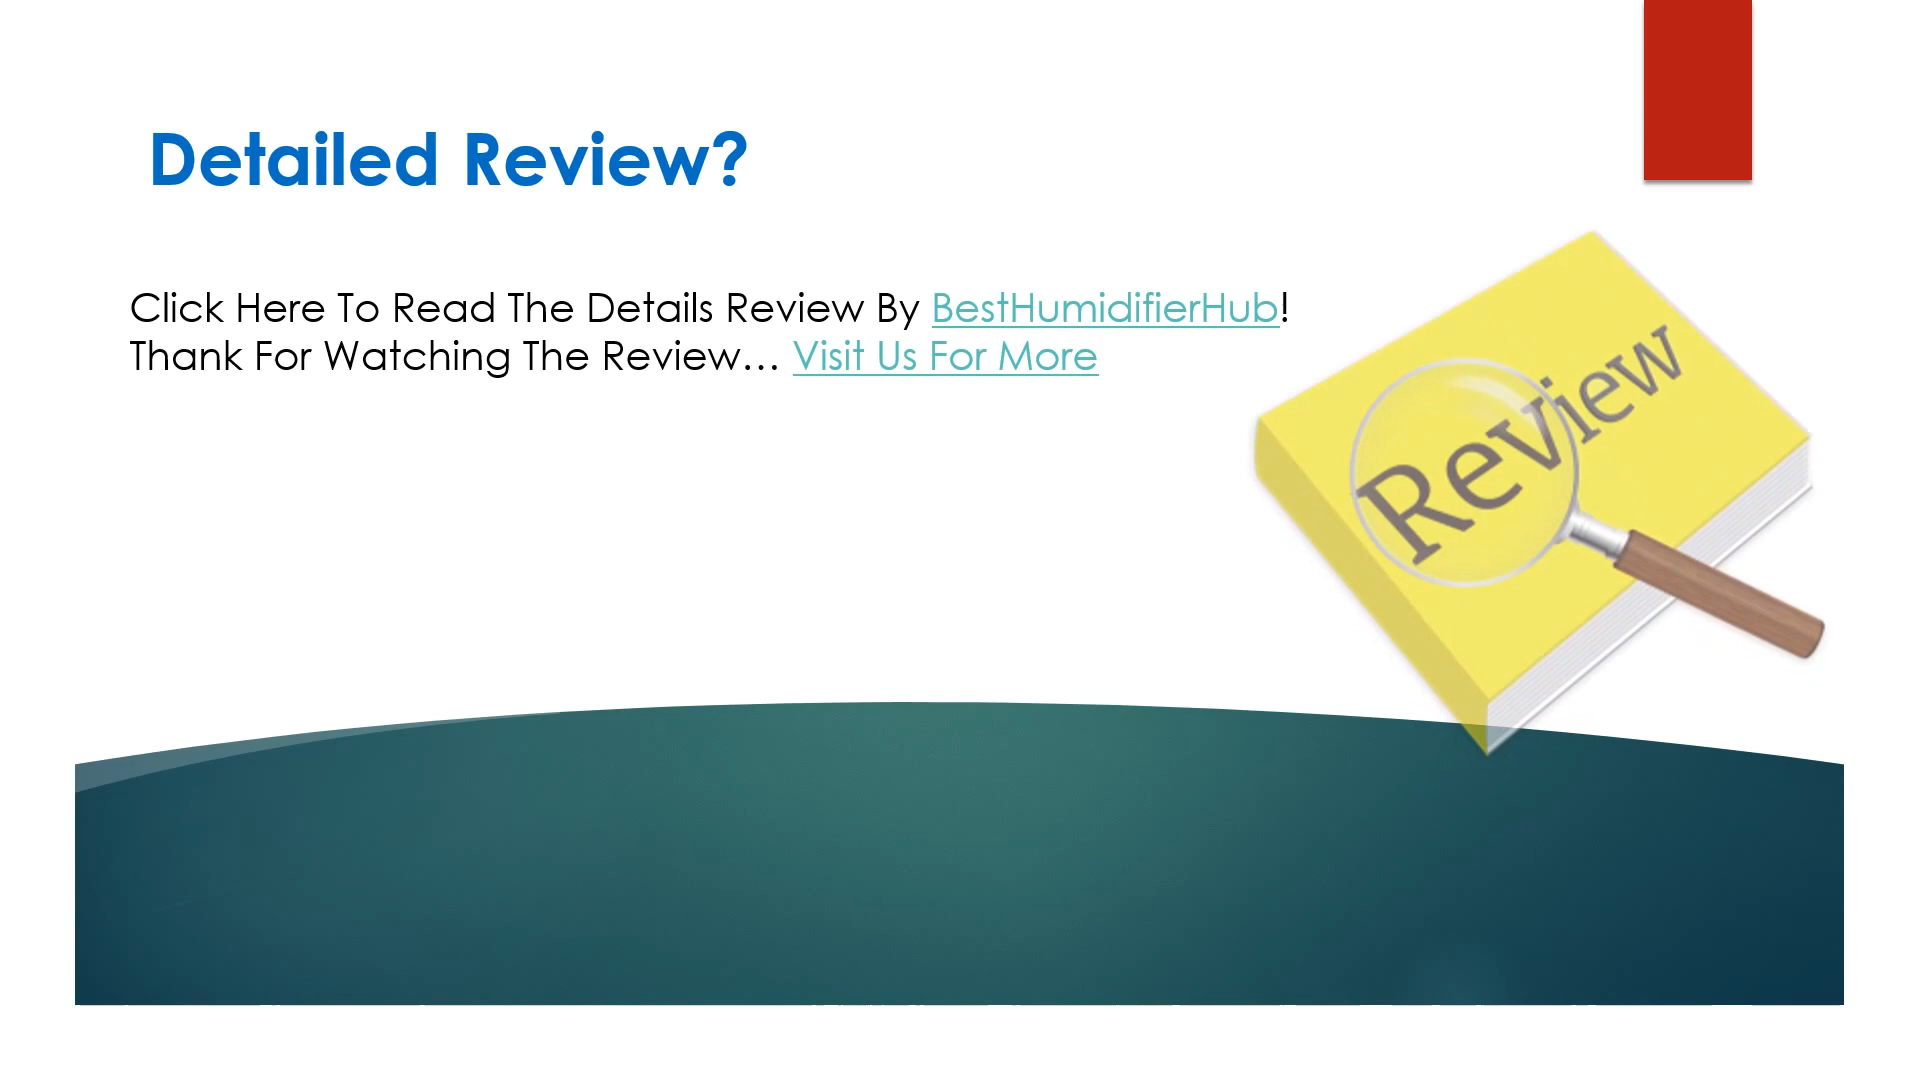 Detailed Review?
Click Here To Read The Details Review By BestHumidifierHub!
Thank For Watching The Review… Visit Us For More
Review